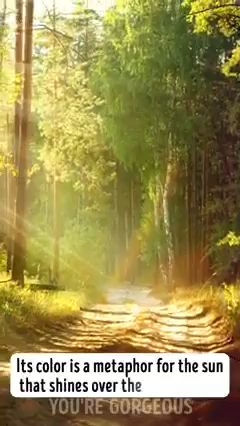 Its color is a metaphor for the sun
that shines over the
YOU'RE GORGEOUS